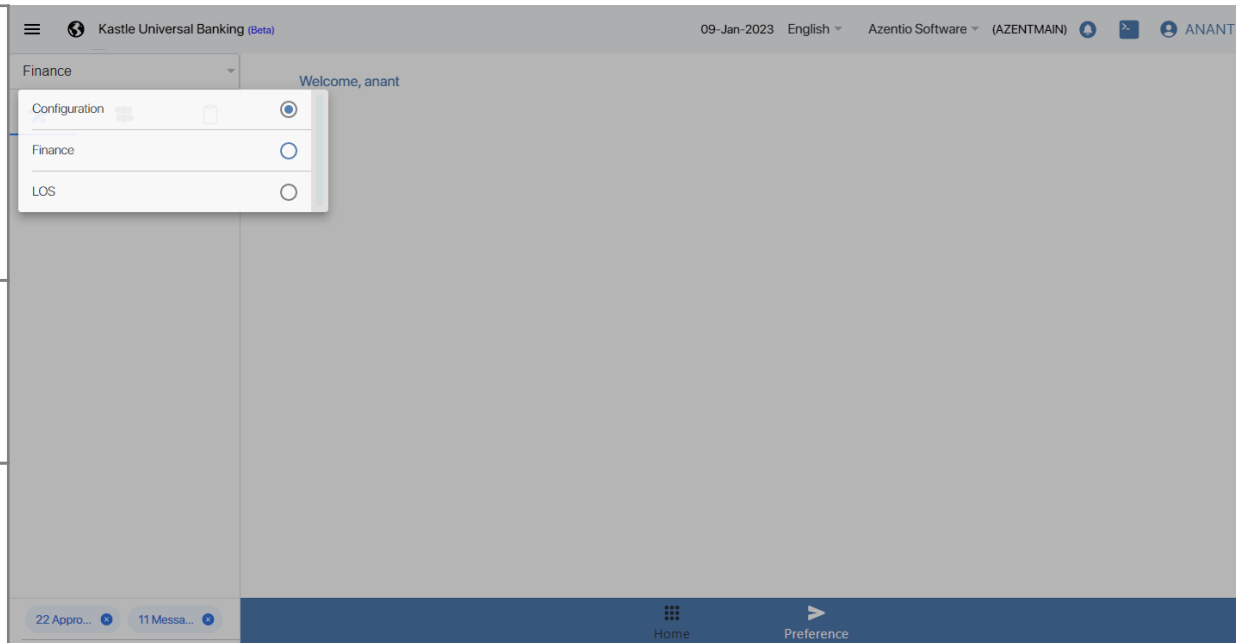 Kastle Universal Banking (Beta)
09-Jan-2023 English Azentio Software (AZENTMAIN) ANANT
Finance
Welcome, anant
Configuration
Finance
LOS
22 Appro... 11 Messa...
Home Preference